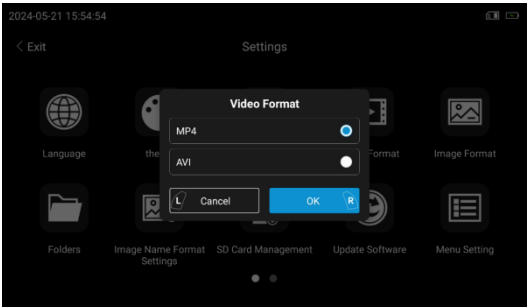 2024-05-21 15:54:54
< Exit
Settings
Video Format
MP4
AVI
L Cancel
OK R
Language
the
Format
Image Format
Folders
Image Name Format
Settings
SD Card Management
Update Software
Menu Setting